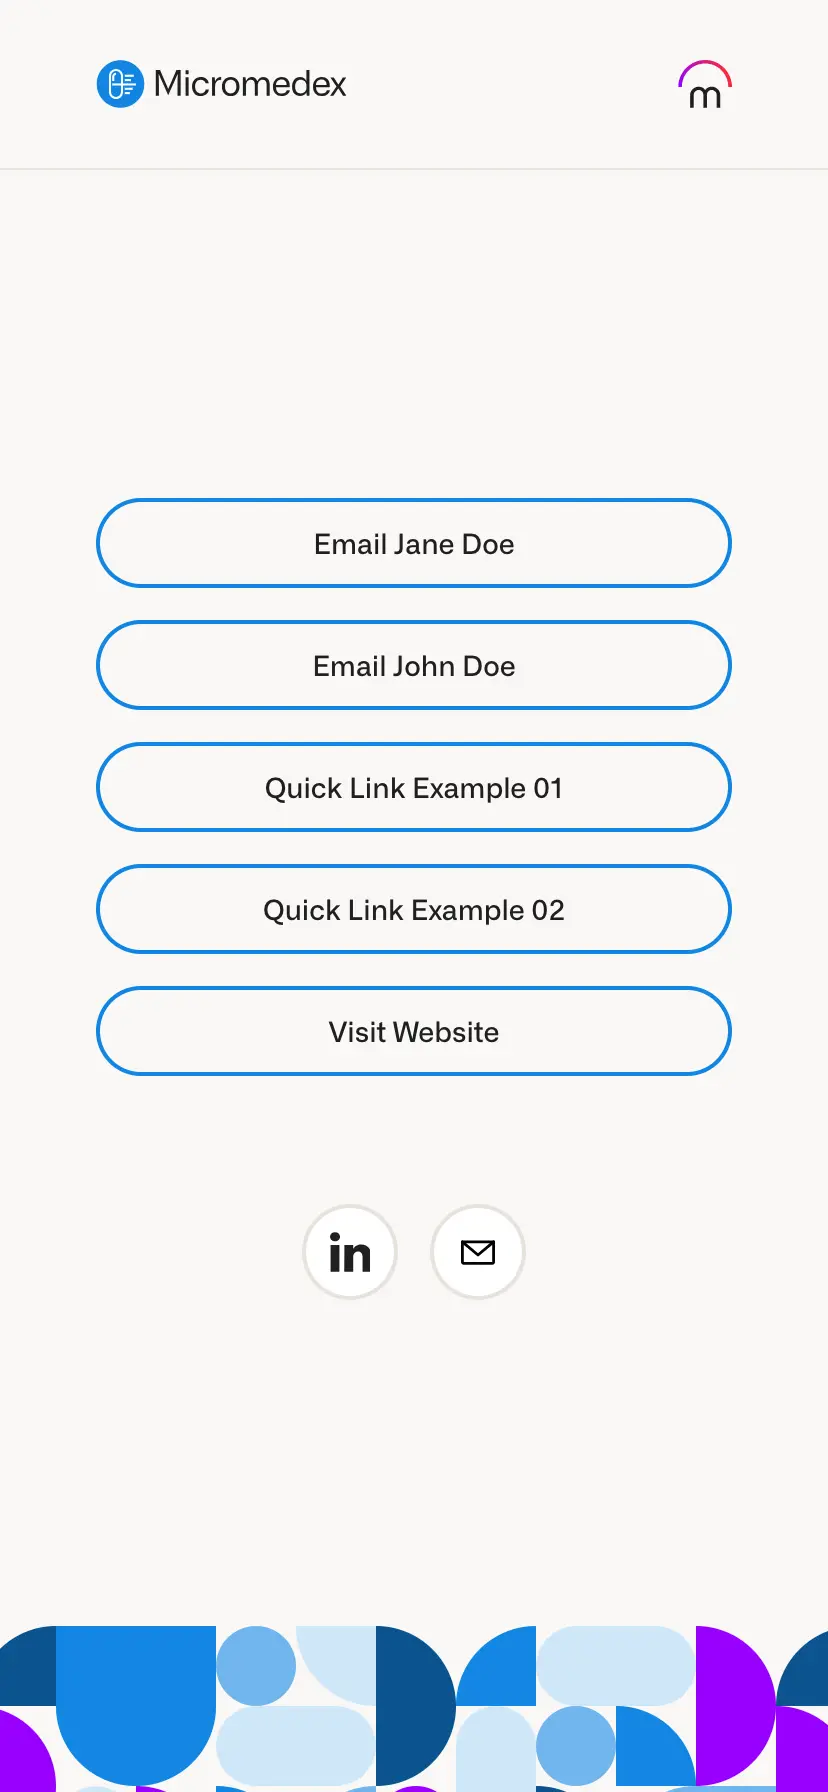 Micromedex
m
Email Jane Doe
Email John Doe
Quick Link Example 01
Quick Link Example 02
Visit Website
in